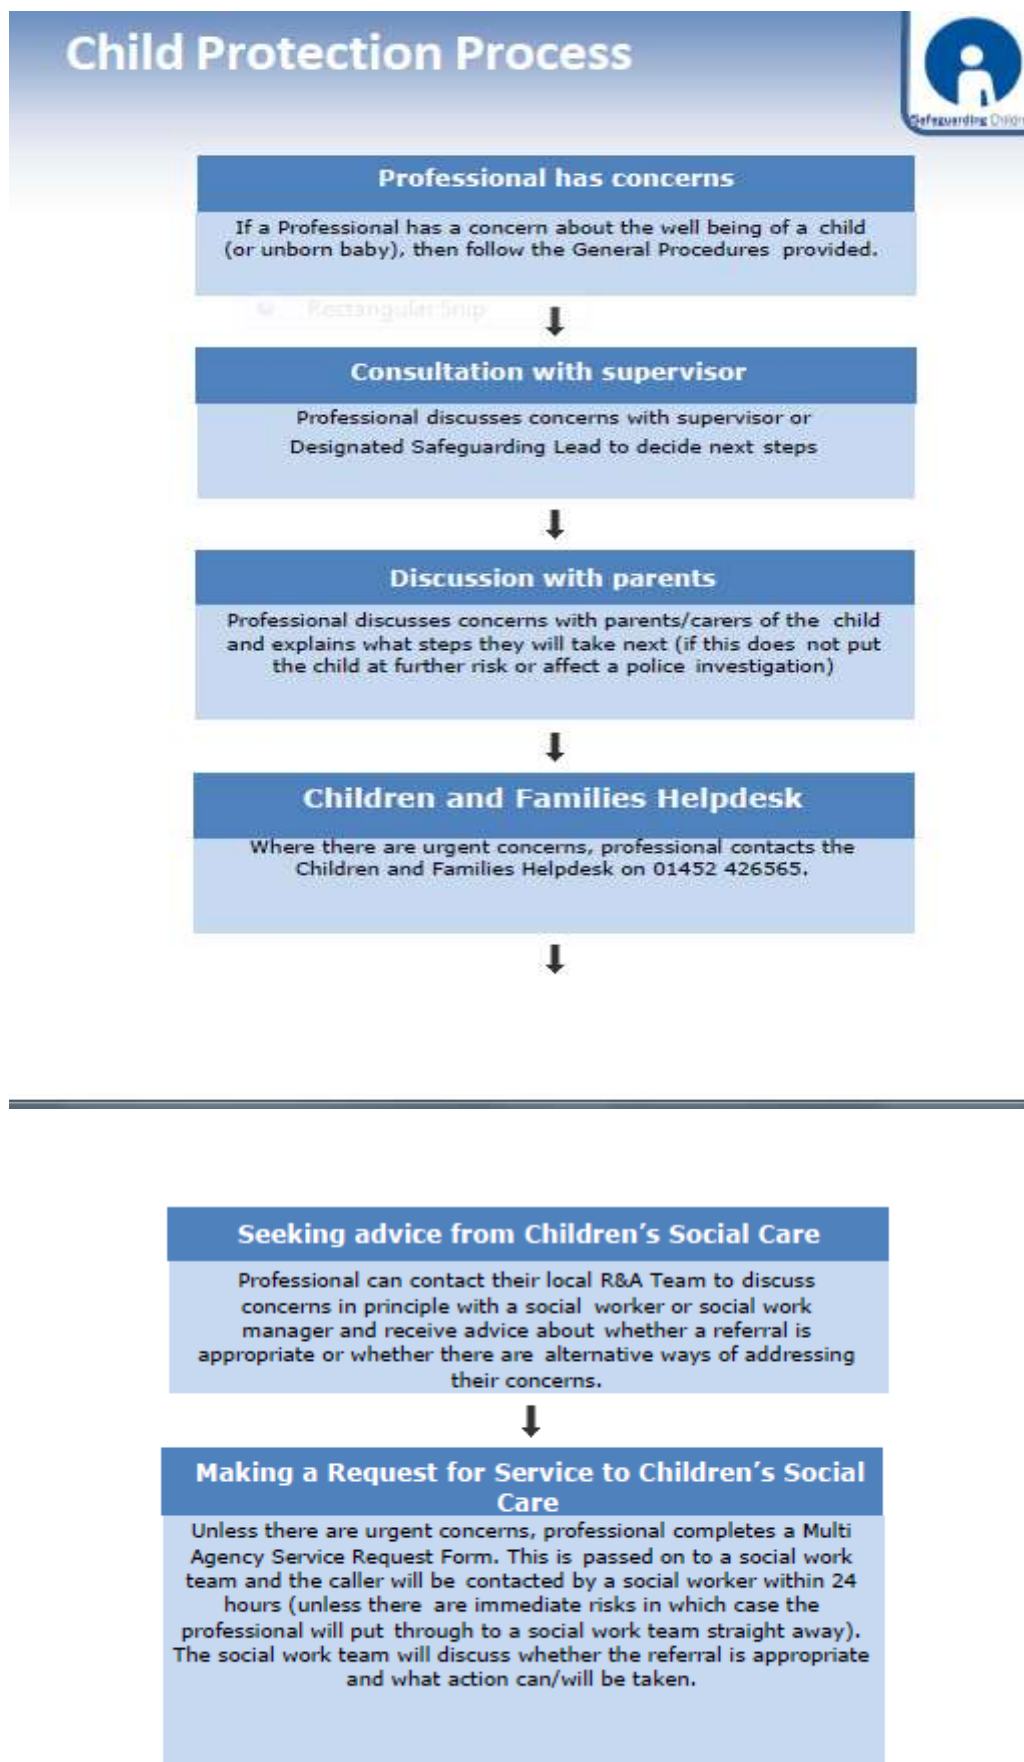 Child Protection Process
Safeguarding Childre
Professional has concerns
If a Professional has a concern about the well being of a child
(or unborn baby), then follow the General Procedures provided.
Rectangular Snip
Consultation with supervisor
Professional discusses concerns with supervisor or
Designated Safeguarding Lead to decide next steps
Discussion with parents
Professional discusses concerns with parents/carers of the child
and explains what steps they will take next (if this does not put
the child at further risk or affect a police investigation)
Children and Families Helpdesk
Where there are urgent concerns, professional contacts the
Children and Families Helpdesk on 01452 426565.
Seeking advice from Children’s Social Care
Professional can contact their local R&A Team to discuss
concerns in principle with a social worker or social work
manager and receive advice about whether a referral is
appropriate or whether there are alternative ways of addressing
their concerns.
Making a Request for Service to Children’s Social
Care
Unless there are urgent concerns, professional completes a Multi
Agency Service Request Form. This is passed on to a social work
team and the caller will be contacted by a social worker within 24
hours (unless there are immediate risks in which case the
professional will put through to a social work team straight away).
The social work team will discuss whether the referral is appropriate
and what action can/will be taken.